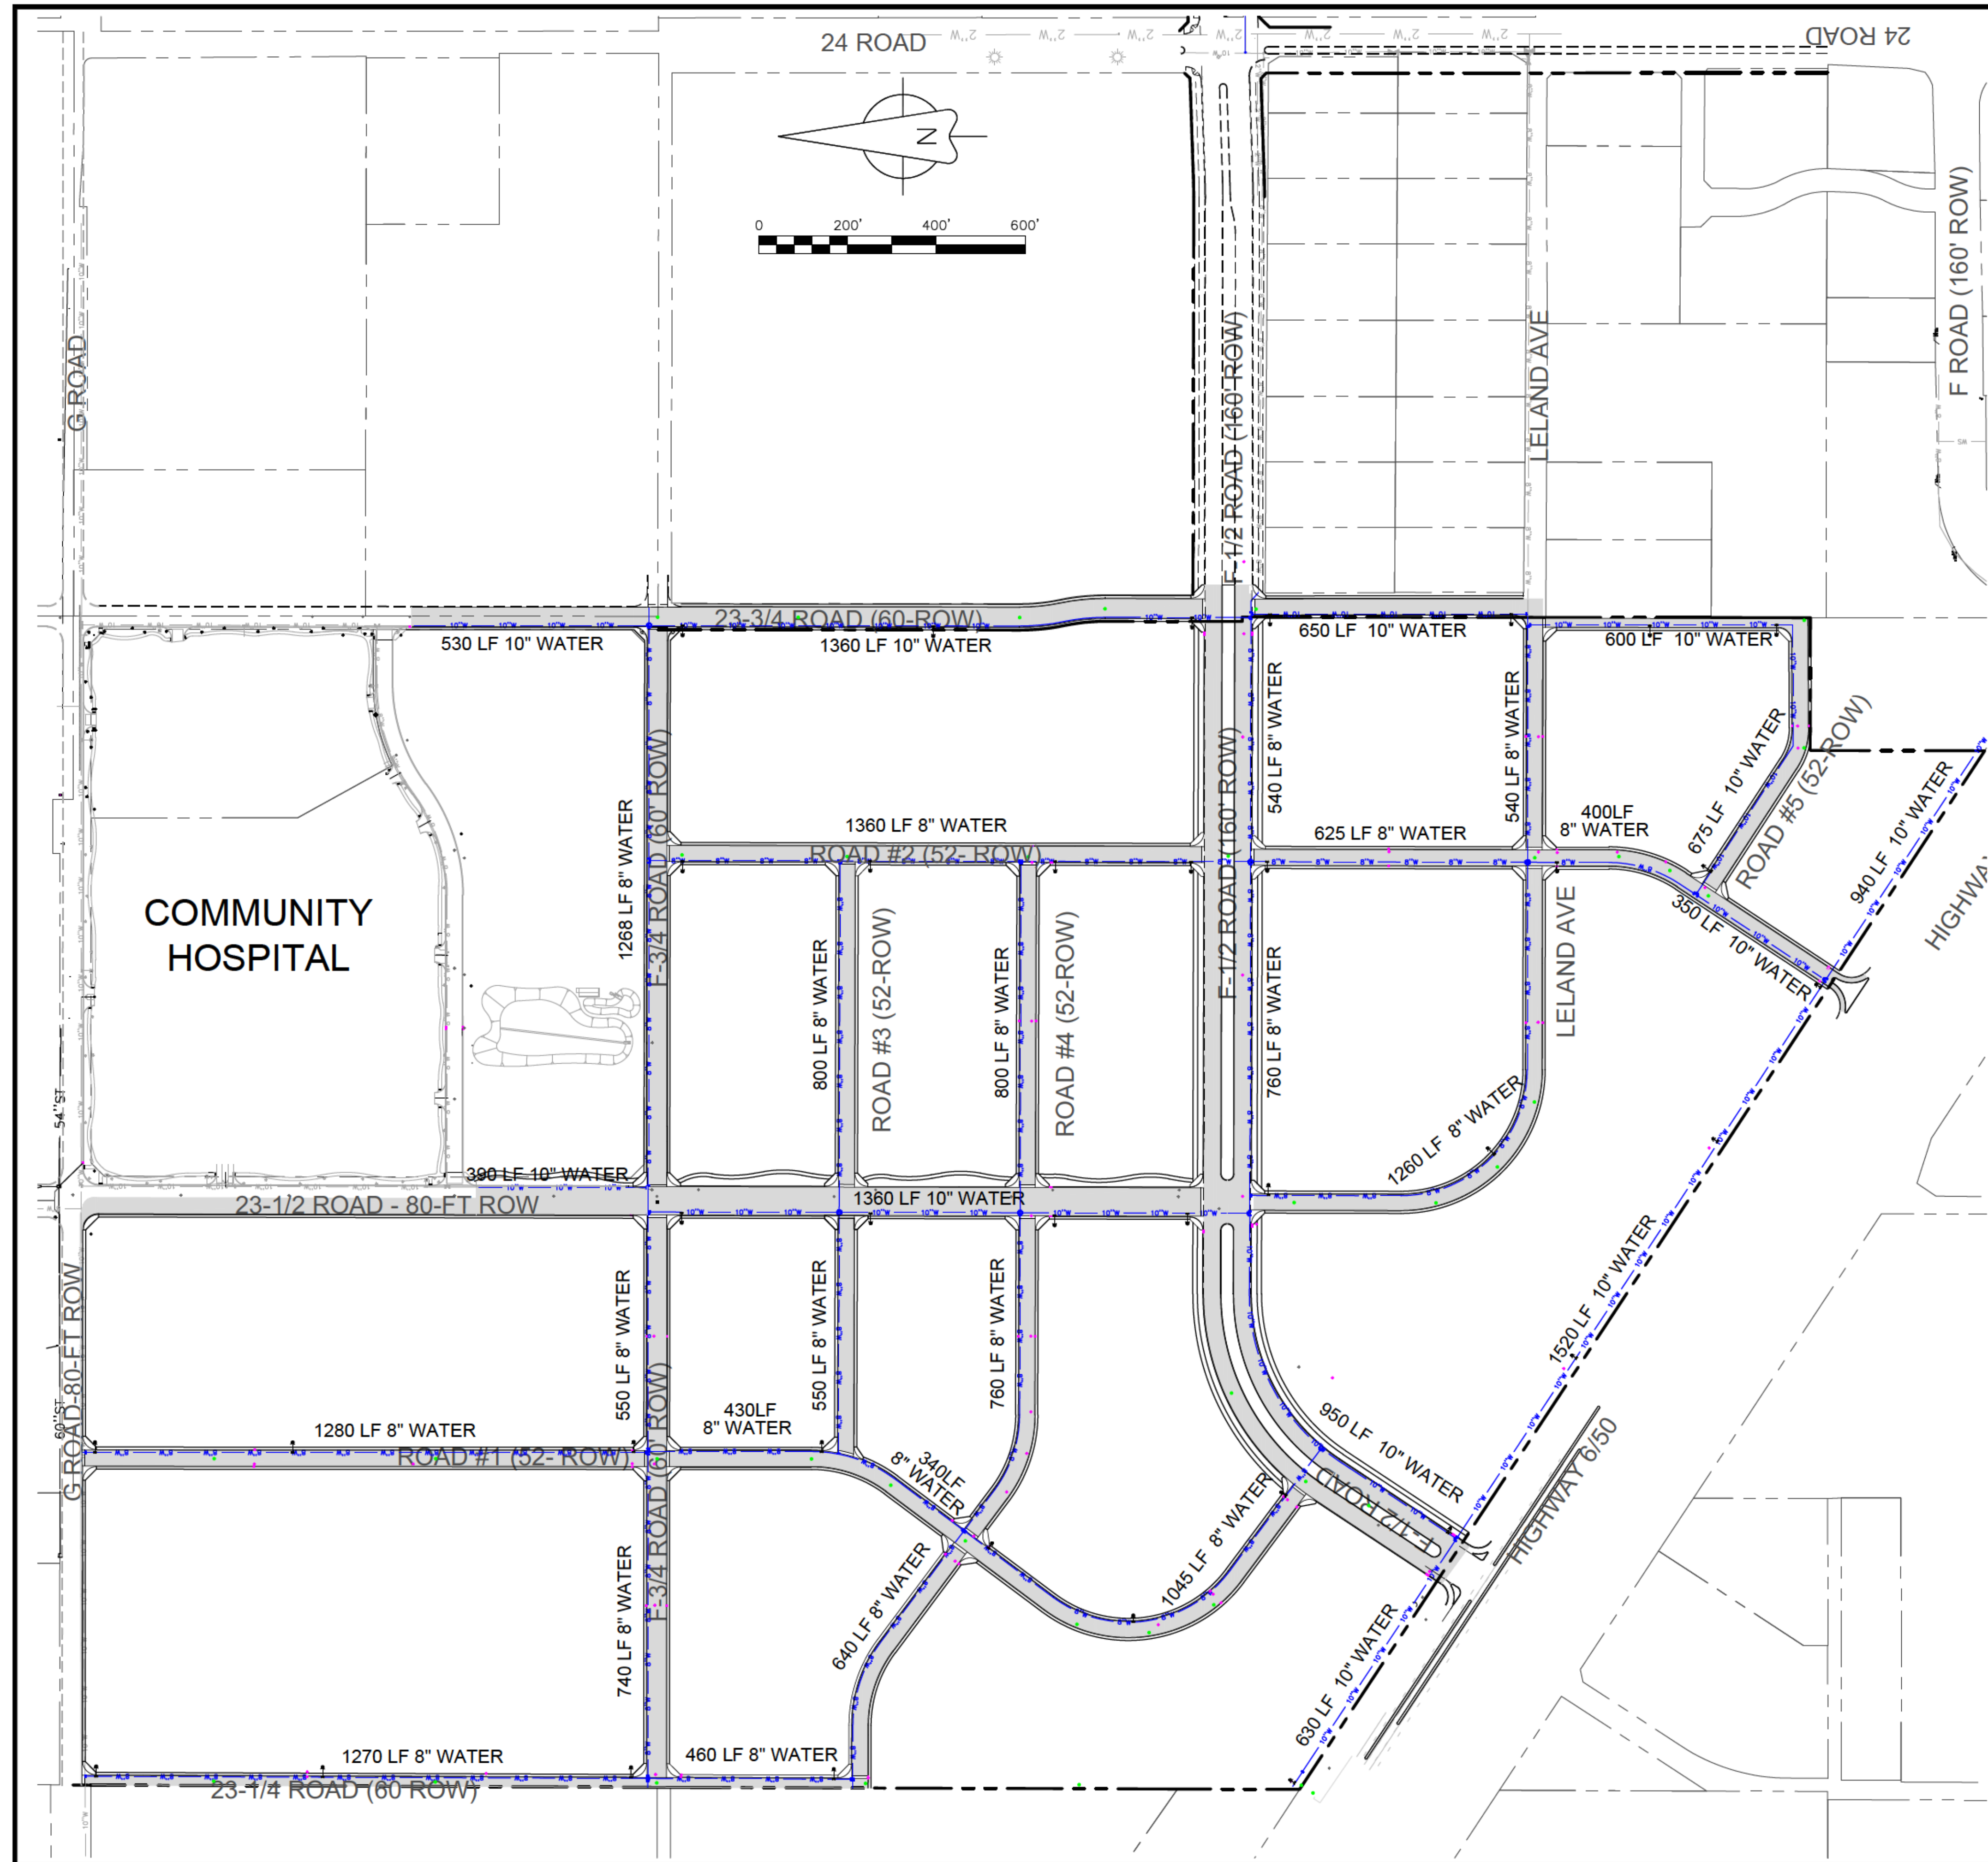 24 ROAD
24 ROAD
N
0 200' 400' 600'
G ROAD
F-1/2 ROAD (160' ROW)
LELAND AVE
F ROAD (160' ROW)
23-3/4 ROAD (60-ROW)
530 LF 10" WATER
1360 LF 10" WATER
650 LF 10" WATER
600 LF 10" WATER
1268 LF 8" WATER
F-3/4 ROAD (60' ROW)
540 LF 8" WATER
540 LF 8" WATER
F-1/2 ROAD (160' ROW)
675 LF 10" WATER
ROAD #5 (52-ROW)
1360 LF 8" WATER
ROAD #2 (52- ROW)
625 LF 8" WATER
400LF
8" WATER
940 LF 10" WATER
HIGHWAY
350 LF 10" WATER
COMMUNITY
HOSPITAL
800 LF 8" WATER
ROAD #3 (52-ROW)
800 LF 8" WATER
ROAD #4 (52-ROW)
760 LF 8" WATER
LELAND AVE
54"ST
1260 LF 8" WATER
390 LF 10" WATER
23-1/2 ROAD - 80-FT ROW
1360 LF 10" WATER
G ROAD-80-FT ROW
60"ST
550 LF 8" WATER
550 LF 8" WATER
760 LF 8" WATER
1520 LF 10" WATER
1280 LF 8" WATER
ROAD #1 (52- ROW)
430LF
8" WATER
340LF
8" WATER
950 LF 10" WATER
F-1/2 ROAD
HIGHWAY 6/50
F-3/4 ROAD (60' ROW)
740 LF 8" WATER
640 LF 8" WATER
1045 LF 8" WATER
630 LF 10" WATER
1270 LF 8" WATER
460 LF 8" WATER
23-1/4 ROAD (60 ROW)